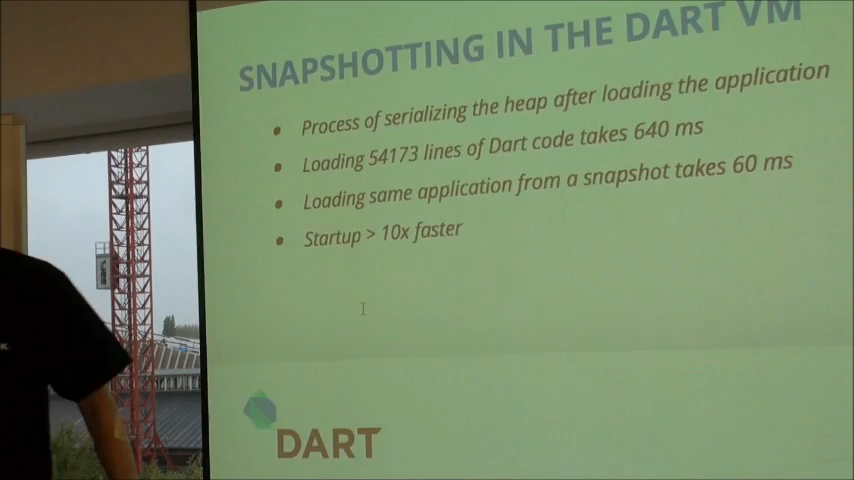 SNAPSHOTTING IN THE DART VM
• Process of serializing the heap after loading the application
• Loading 54173 lines of Dart code takes 640 ms
• Loading same application from a snapshot takes 60 ms
• Startup > 10x faster
DART